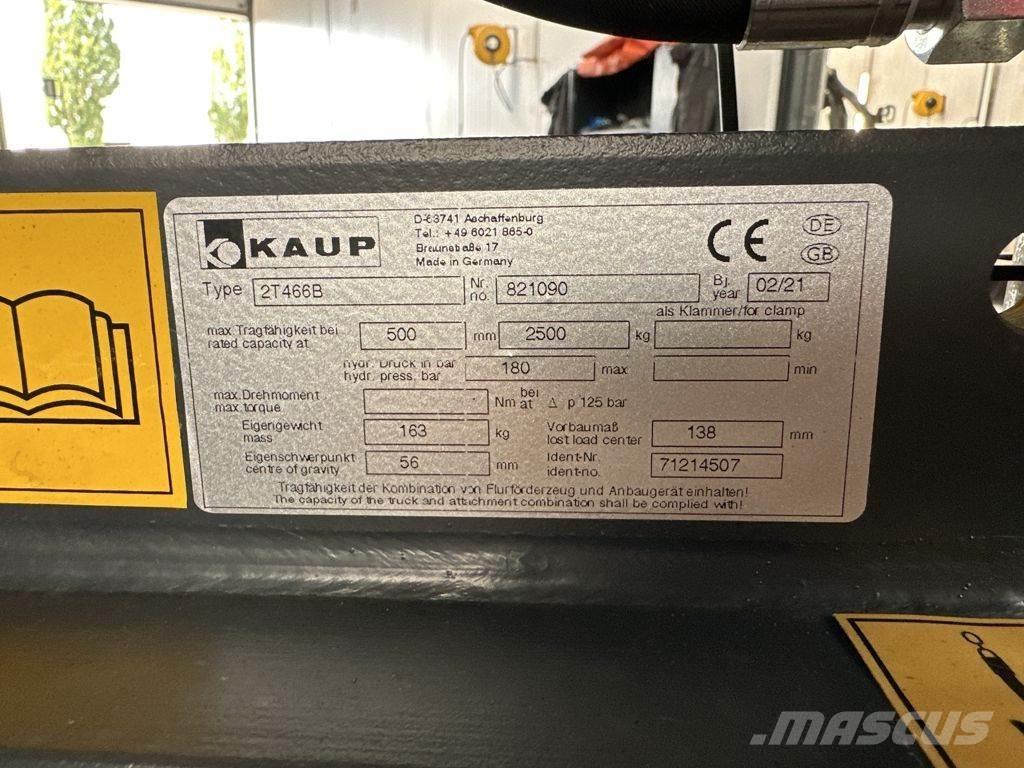 KAUP
D-63741 Aschaffenburg
Tel.: +49 6021 865-0
Braunstraße 17
Made in Germany
CE
DE
GB
Type 2T466B Nr. no. 821090 Bj year 02/21
als Klammer/for clamp
max. Tragfähigkeit bei
rated capacity at 500 mm 2500 kg kg
hydr. Druck in bar
hydr. press. bar 180 max min
max. Drehmoment
max. torque Nm bei at Δ p 125 bar
Eigengewicht
mass 163 kg Vorbaumaß
lost load center 138 mm
Eigenschwerpunkt
centre of gravity 56 mm Ident-Nr.
ident-no. 71214507
Tragfähigkeit der Kombination von Flurförderzeug und Anbaugerät einhalten!
The capacity of the truck and attichment combination shall be complied with!
MASCUS